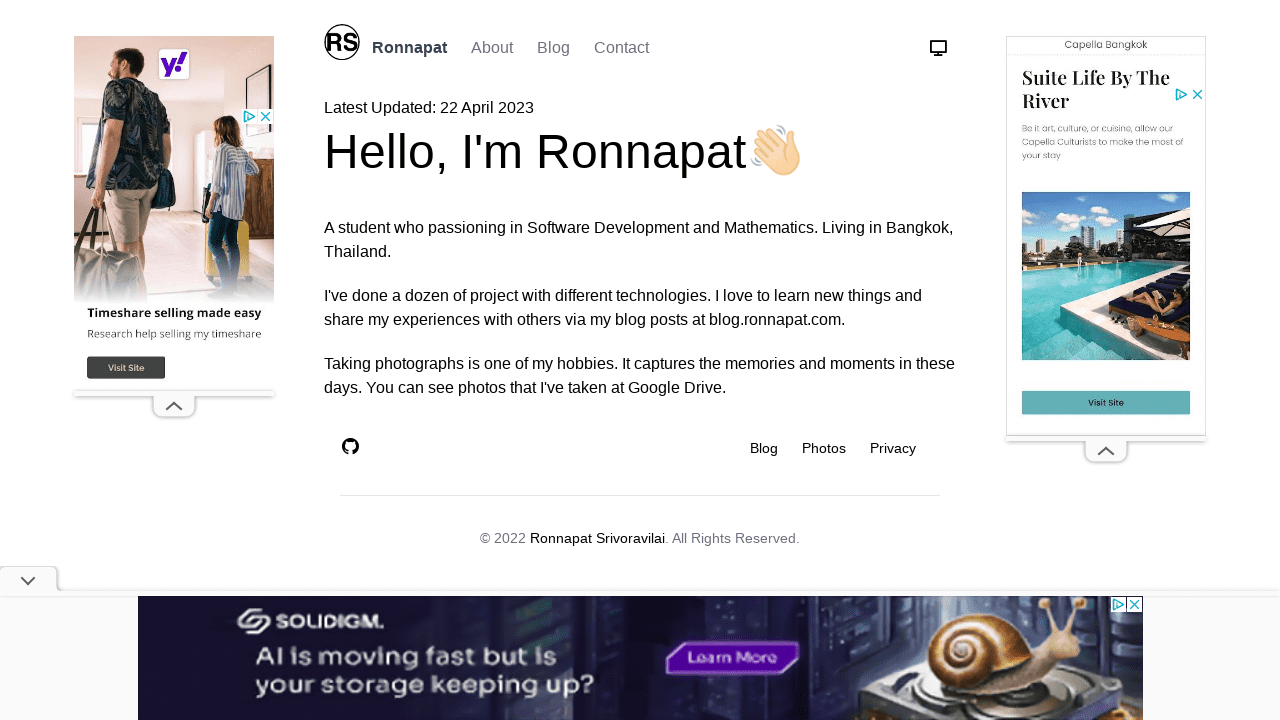 RS Ronnapat About Blog Contact
Latest Updated: 22 April 2023
Hello, I'm Ronnapat
A student who passioning in Software Development and Mathematics. Living in Bangkok,
Thailand.
I've done a dozen of project with different technologies. I love to learn new things and
share my experiences with others via my blog posts at blog.ronnapat.com.
Taking photographs is one of my hobbies. It captures the memories and moments in these
days. You can see photos that I've taken at Google Drive.
Blog Photos Privacy
© 2022 Ronnapat Srivoravilai. All Rights Reserved.
y!
Timeshare selling made easy
Research help selling my timeshare
Visit Site
Capella Bangkok
Suite Life By The
River
Be it art, culture, or cuisine, allow our
Capella Culturists to make the most of
your stay
Visit Site
SOLIDIGM.
AI is moving fast but is
your storage keeping up?
Learn More